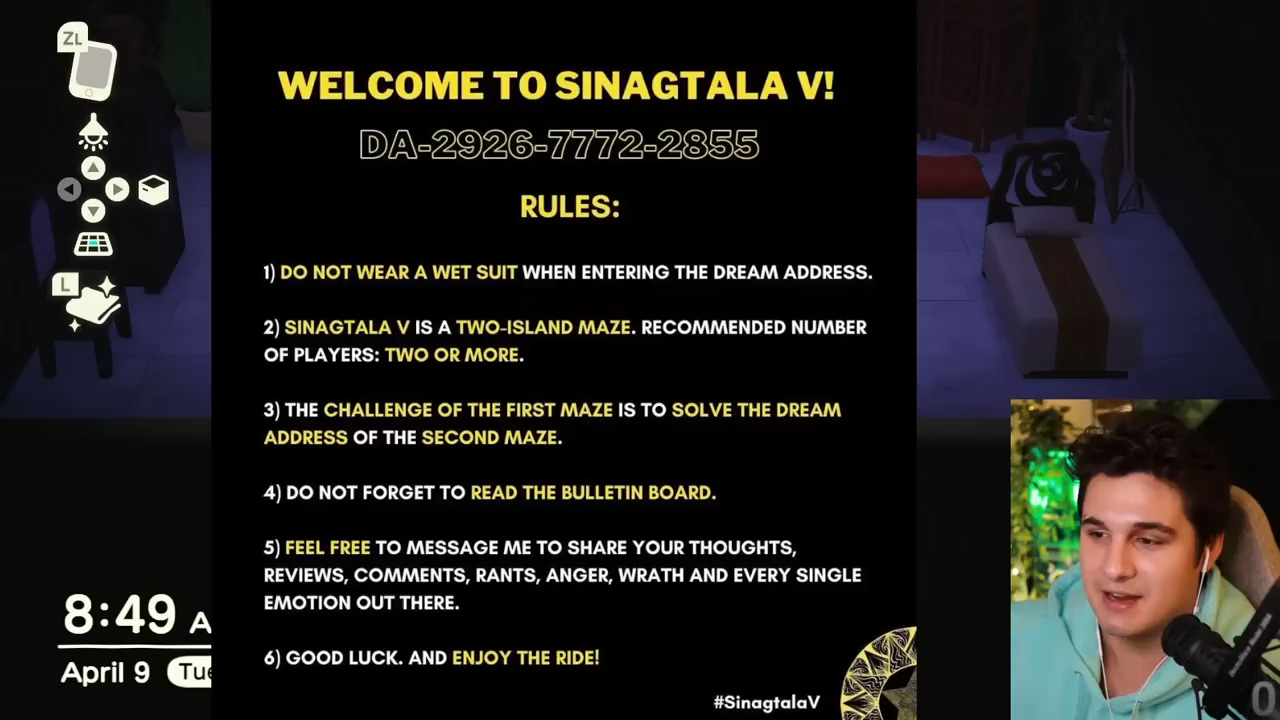 ZL
WELCOME TO SINAGTALA V!
DA-2926-7772-2855
RULES:
1) DO NOT WEAR A WET SUIT WHEN ENTERING THE DREAM ADDRESS.
2) SINAGTALA V IS A TWO-ISLAND MAZE. RECOMMENDED NUMBER
OF PLAYERS: TWO OR MORE.
3) THE CHALLENGE OF THE FIRST MAZE IS TO SOLVE THE DREAM
ADDRESS OF THE SECOND MAZE.
4) DO NOT FORGET TO READ THE BULLETIN BOARD.
5) FEEL FREE TO MESSAGE ME TO SHARE YOUR THOUGHTS,
REVIEWS, COMMENTS, RANTS, ANGER, WRATH AND EVERY SINGLE
EMOTION OUT THERE.
6) GOOD LUCK. AND ENJOY THE RIDE!
#SinagtalaV
L
8:49 A
April 9 Tue
0